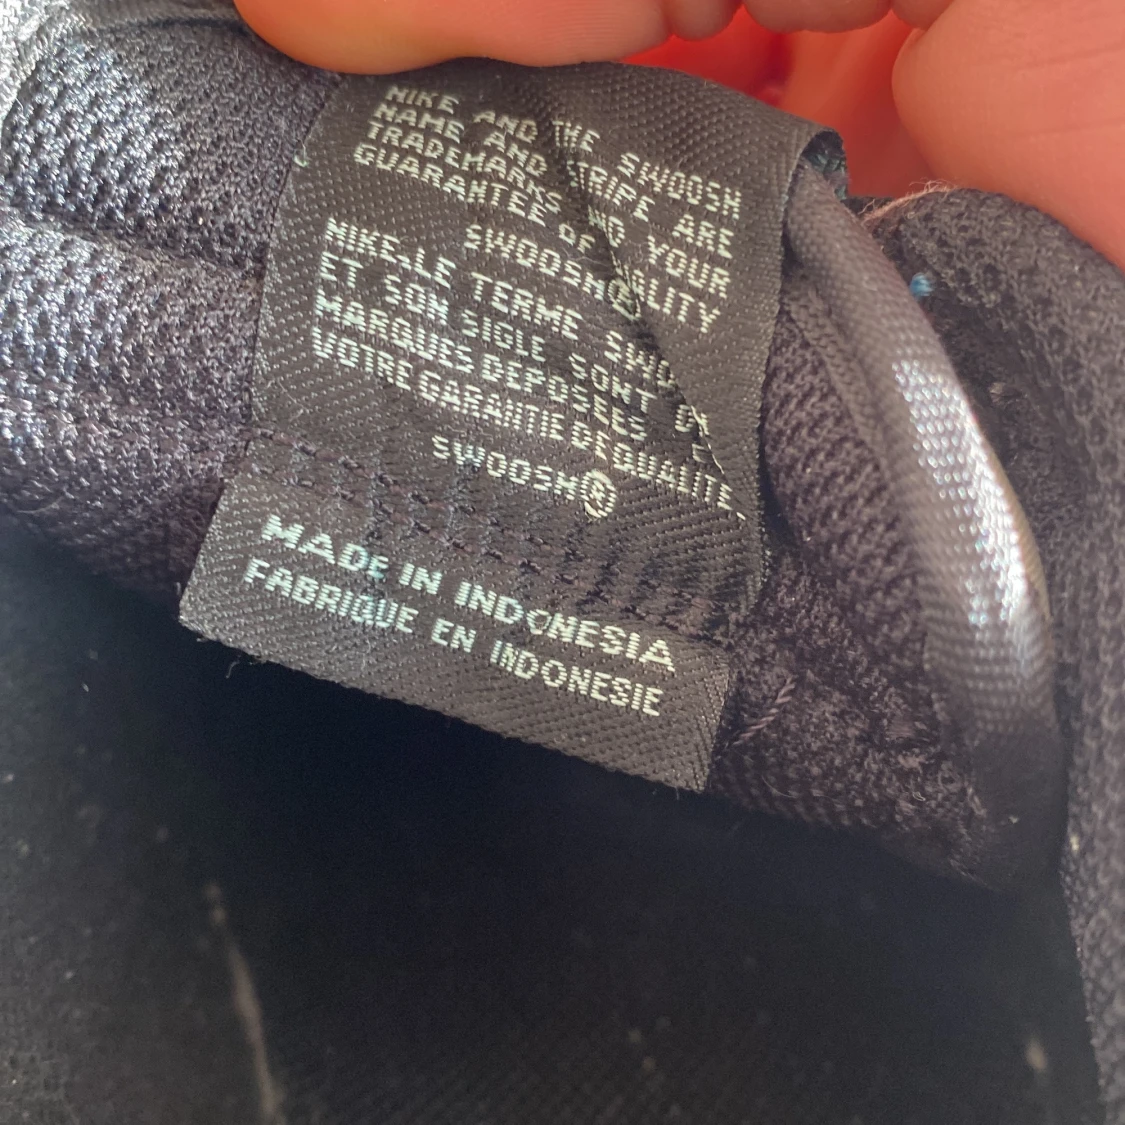 NIKE AND THE SWOOSH
NAME AND STRIPE ARE
TRADEMARKS AND YOUR
GUARANTEE OF QUALITY
SWOOSH®
NIKE, LE TERME
ET SON SIGLE SONT
MARQUES DEPOSEES
VOTRE GARANTIE DE QUALITE.
SWOOSH®
MADE IN INDONESIA
FABRIQUE EN INDONESIE